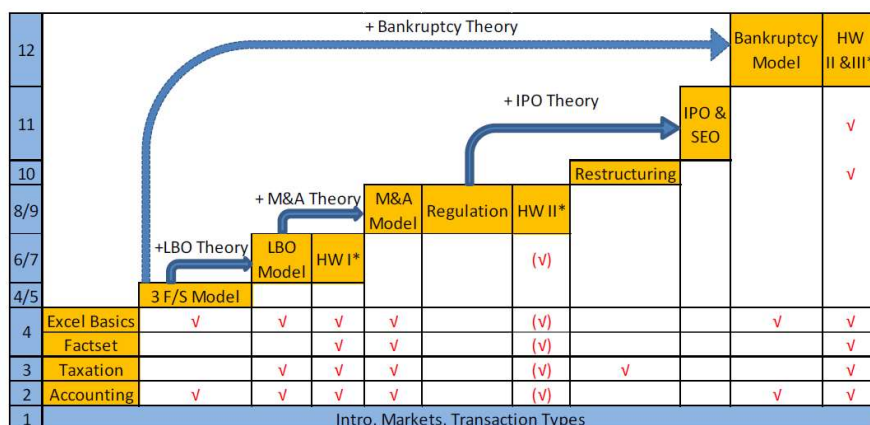 + Bankruptcy Theory
12
Bankruptcy HW
Model II &III*
+ IPO Theory
11
IPO &
SEO
√
10
Restructuring
√
+ M&A Theory
8/9
M&A
Model
Regulation
HW II*
+LBO Theory
6/7
LBO
Model
HW I*
(√)
4/5
3 F/S Model
4
Excel Basics √ √ √ √ (√) √ √
Factset √ √ (√) √
3 Taxation √ √ √ (√) √ √
2 Accounting √ √ √ √ (√) √ √
1 Intro, Markets, Transaction Types